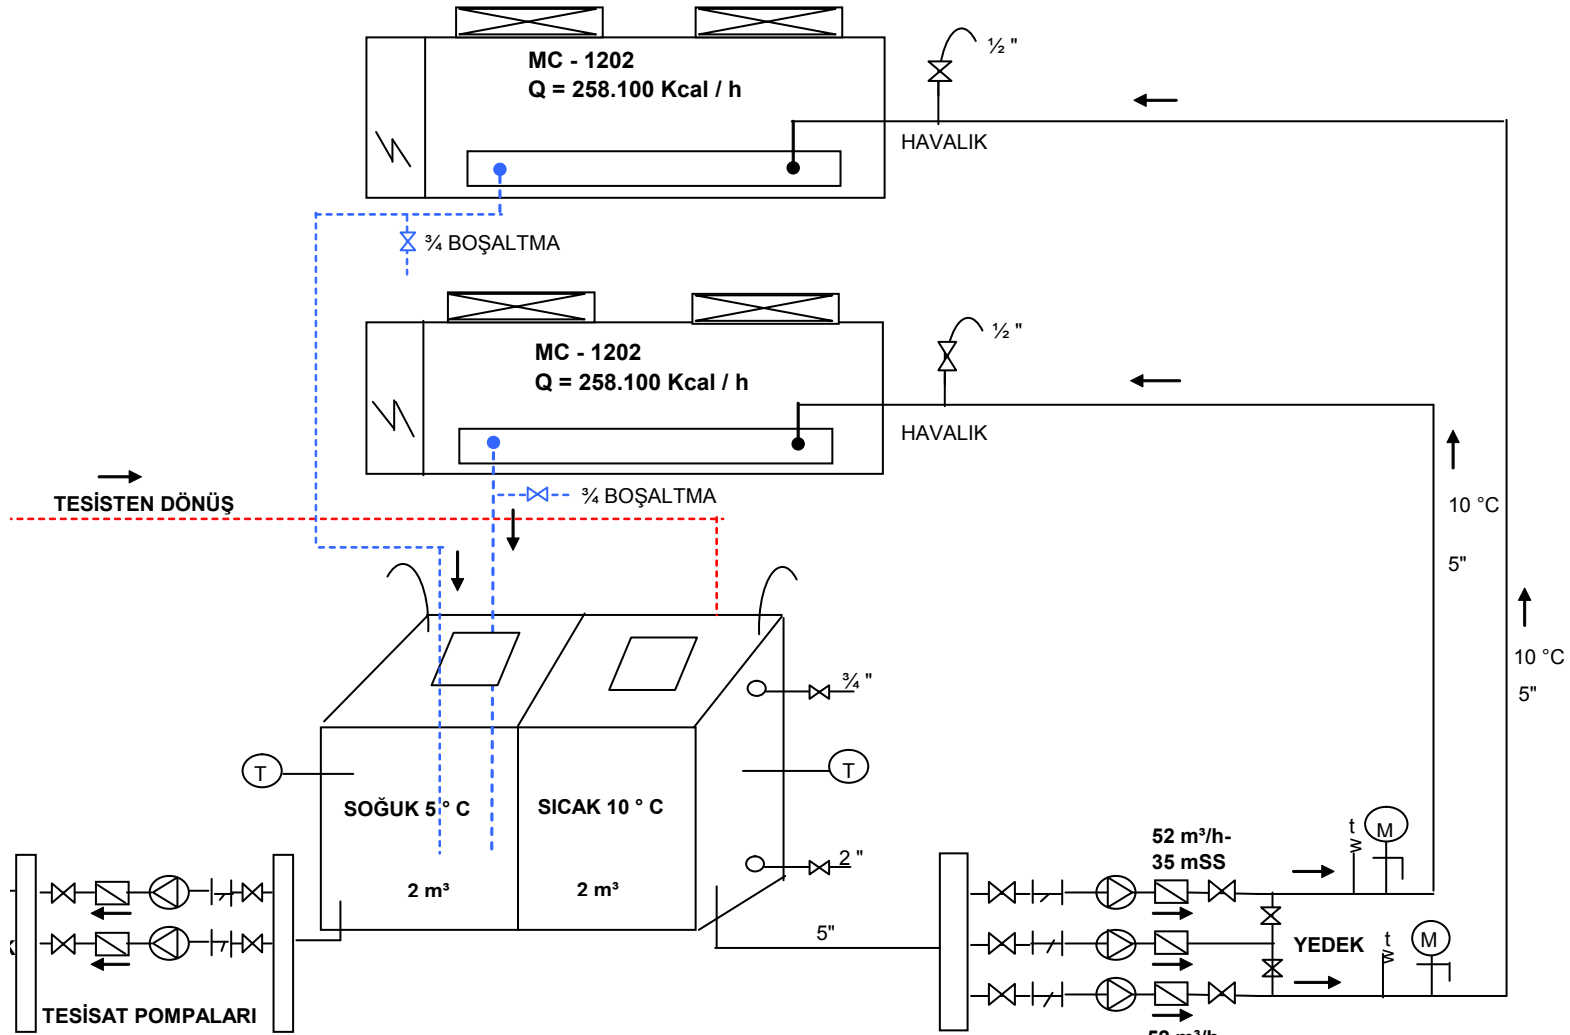 MC - 1202
Q = 258.100 Kcal / h
½ "
HAVALIK
¾ BOŞALTMA
MC - 1202
Q = 258.100 Kcal / h
½ "
HAVALIK
¾ BOŞALTMA
TESİSTEN DÖNÜŞ
10 °C
5"
10 °C
5"
¾ "
T
T
SOĞUK 5 ° C
SICAK 10 ° C
2 "
2 m³
2 m³
52 m³/h-
35 mSS
t
w
M
5"
YEDEK
t
w
M
TESİSAT POMPALARI